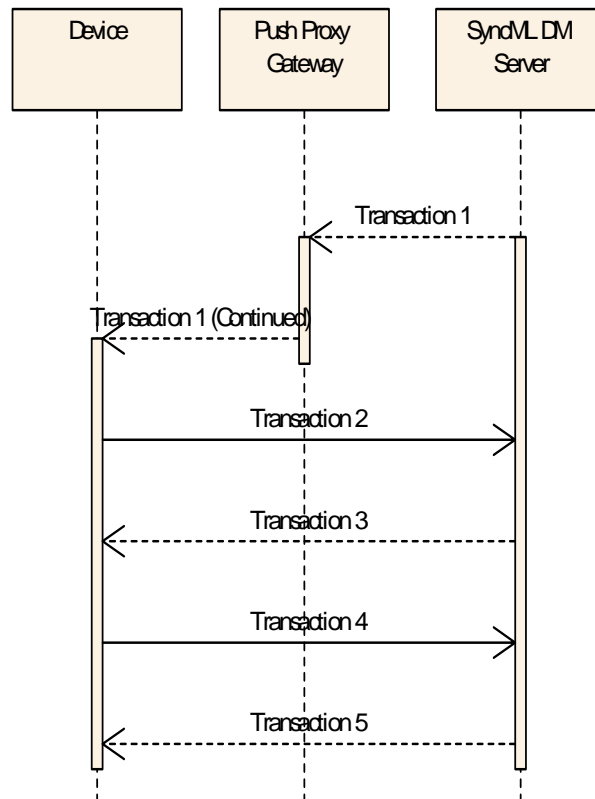 Device
Push Proxy
Gateway
SyncML DM
Server
Transaction 1
Transaction 1 (Continued)
Transaction 2
Transaction 3
Transaction 4
Transaction 5